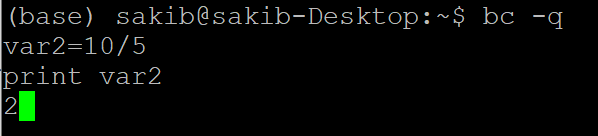 (base) sakib@sakib-Desktop:~$ bc -q
var2=10/5
print var2
2